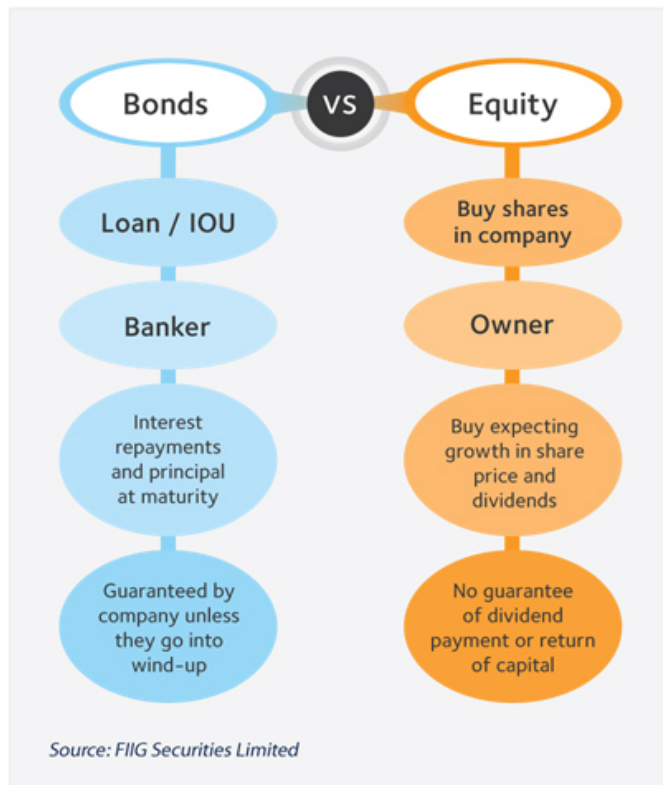 Bonds
VS
Equity
Loan / IOU
Banker
Interest
repayments
and principal
at maturity
Guaranteed by
company unless
they go into
wind-up
Buy shares
in company
Owner
Buy expecting
growth in share
price and
dividends
No guarantee
of dividend
payment or return
of capital
Source: FIIG Securities Limited